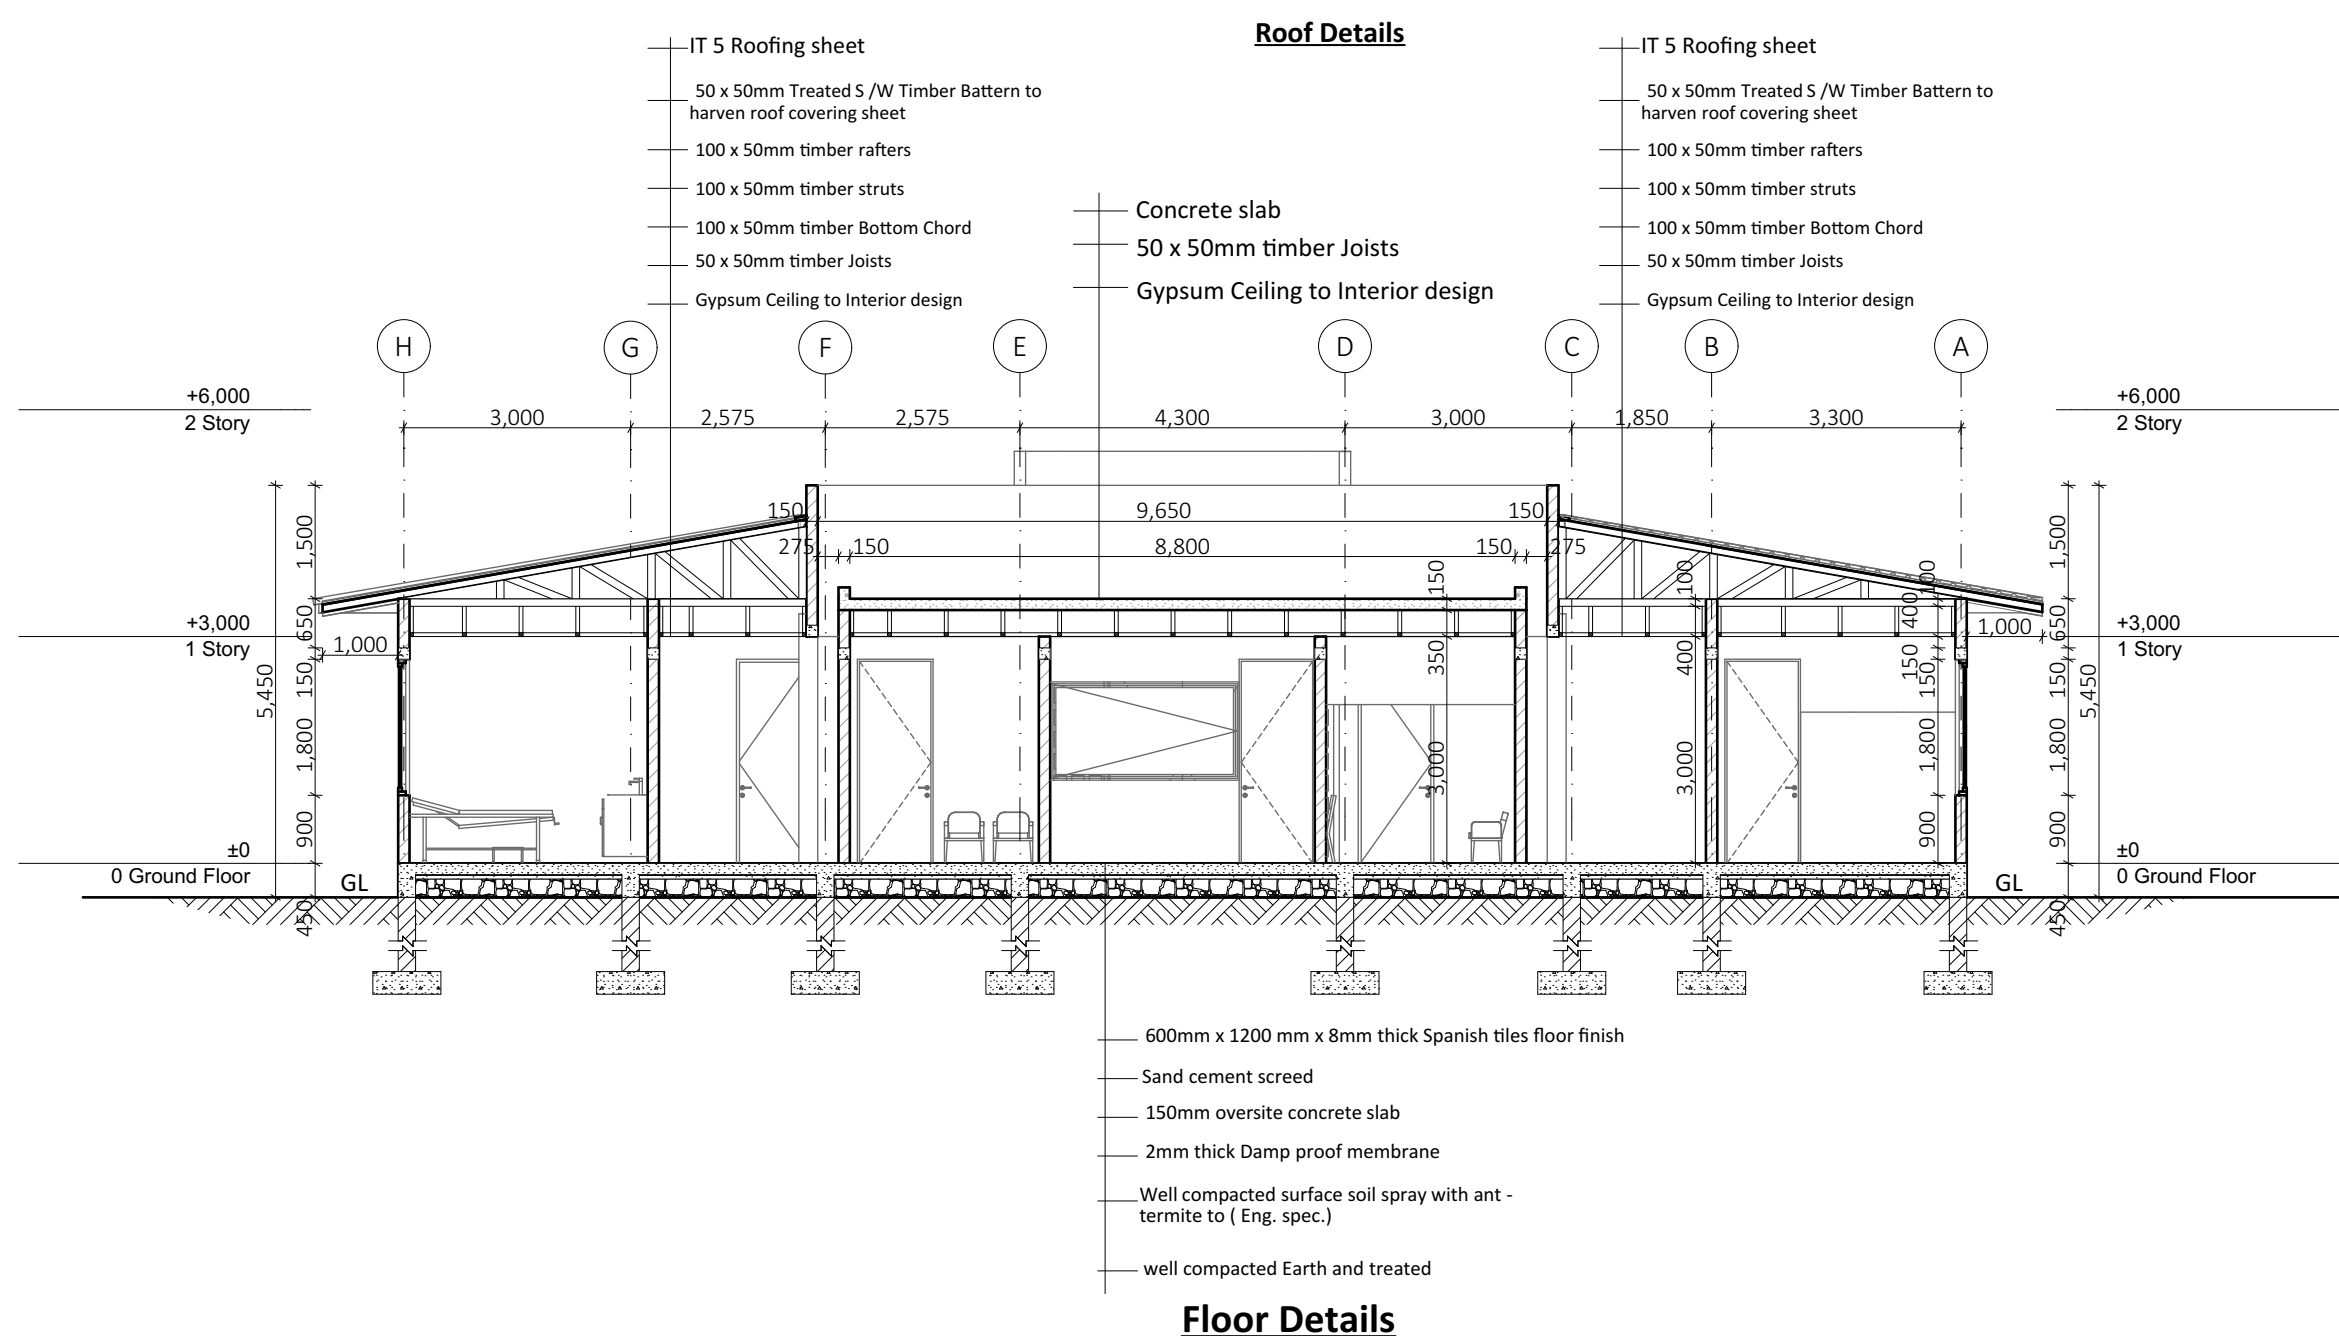 Roof Details
IT 5 Roofing sheet
50 x 50mm Treated S /W Timber Battern to
harven roof covering sheet
100 x 50mm timber rafters
100 x 50mm timber struts
100 x 50mm timber Bottom Chord
50 x 50mm timber Joists
Gypsum Ceiling to Interior design
Concrete slab
50 x 50mm timber Joists
Gypsum Ceiling to Interior design
IT 5 Roofing sheet
50 x 50mm Treated S /W Timber Battern to
harven roof covering sheet
100 x 50mm timber rafters
100 x 50mm timber struts
100 x 50mm timber Bottom Chord
50 x 50mm timber Joists
Gypsum Ceiling to Interior design
H G F E D C B A
+6,000
2 Story
+6,000
2 Story
3,000 2,575 2,575 4,300 3,000 1,850 3,300
150 9,650 150
275 150 8,800 150 275
+3,000
1 Story
+3,000
1 Story
1,000
1,000
5,450
1,500
650
150
1,800
900
450
150
350
3,000
100
400
3,000
100
400
150
150
1,800
900
1,500
650
150
1,800
900
450
5,450
±0
0 Ground Floor
±0
0 Ground Floor
GL
GL
600mm x 1200 mm x 8mm thick Spanish tiles floor finish
Sand cement screed
150mm oversite concrete slab
2mm thick Damp proof membrane
Well compacted surface soil spray with ant -
termite to ( Eng. spec.)
well compacted Earth and treated
Floor Details